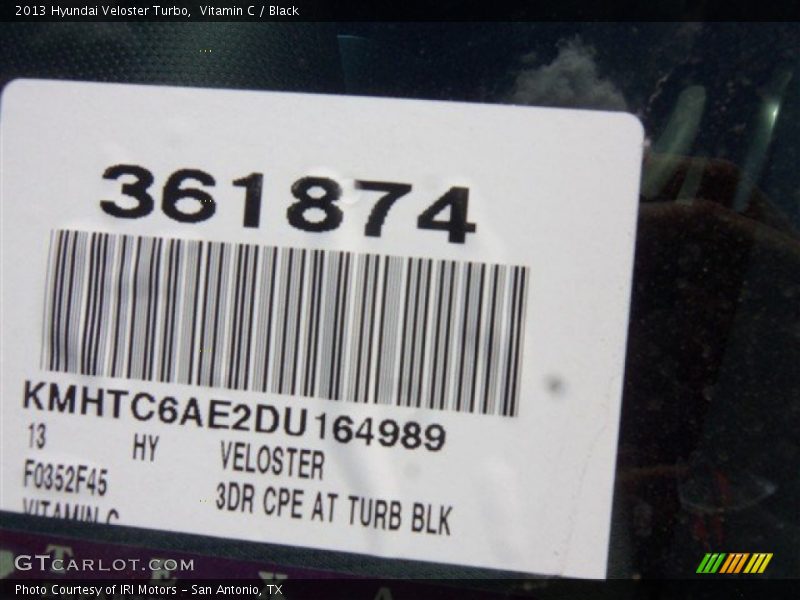 2013 Hyundai Veloster Turbo,  Vitamin C / Black
361874
KMHTC6AE2DU164989
13 HY VELOSTER
F0352F45 3DR CPE AT TURB BLK
VITAMIN C
GTCARLOT.COM
Photo Courtesy of IRI Motors – San Antonio, TX